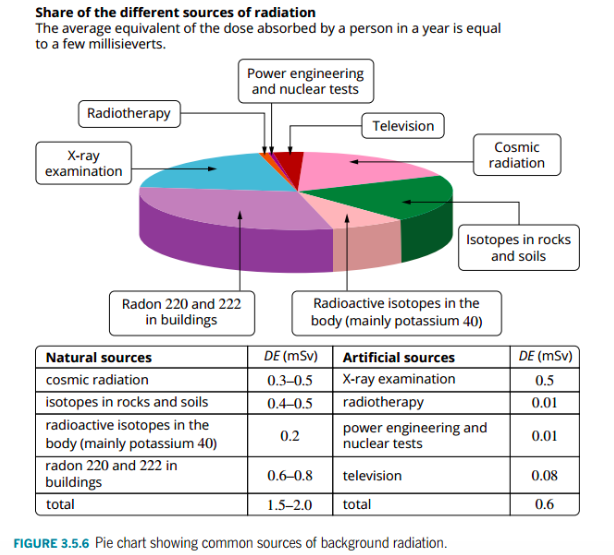 Share of the different sources of radiation
The average equivalent of the dose absorbed by a person in a year is equal
to a few millisieverts.
Power engineering
and nuclear tests
Radiotherapy
Television
X-ray
examination
Cosmic
radiation
Isotopes in rocks
and soils
Radon 220 and 222
in buildings
Radioactive isotopes in the
body (mainly potassium 40)
Natural sources DE (mSv) Artificial sources DE (mSv)
cosmic radiation 0.3–0.5 X-ray examination 0.5
isotopes in rocks and soils 0.4–0.5 radiotherapy 0.01
radioactive isotopes in the
body (mainly potassium 40) 0.2 power engineering and
nuclear tests 0.01
radon 220 and 222 in
buildings 0.6–0.8 television 0.08
total 1.5–2.0 total 0.6
FIGURE 3.5.6 Pie chart showing common sources of background radiation.